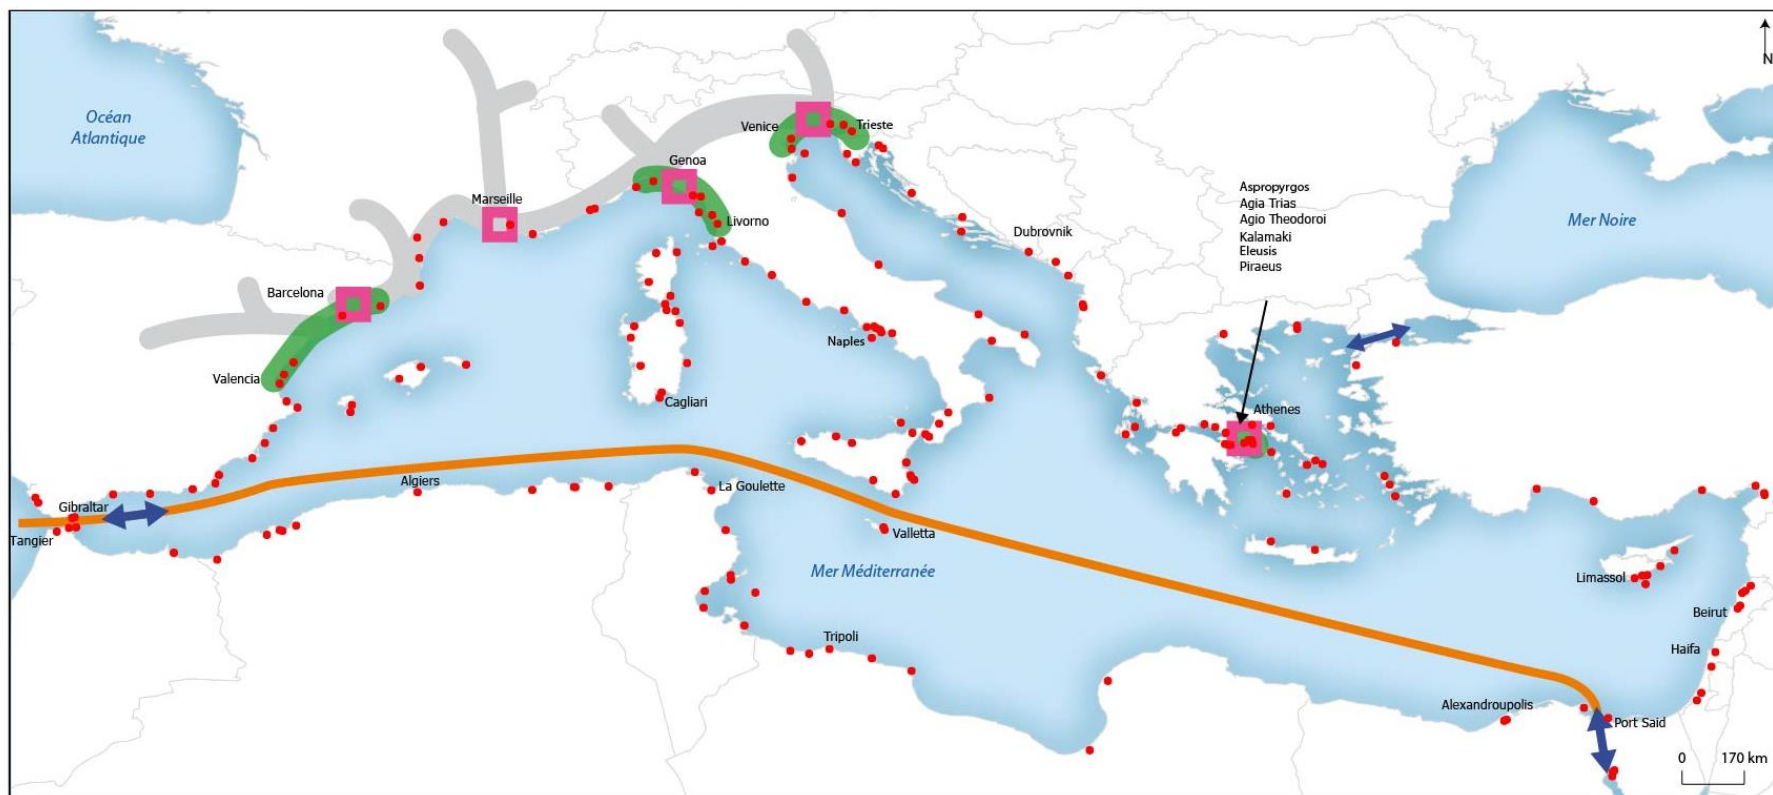 N
Océan
Atlantique
Venice
Trieste
Genoa
Marseille
Livorno
Aspropyrgos
Agia Trias
Agio Theodoroi
Kalamaki
Eleusis
Piraeus
Mer Noire
Dubrovnik
Barcelona
Naples
Valencia
Cagliari
Athenes
Gibraltar
Algiers
La Goulette
Tangier
Valletta
Mer Méditerranée
Limassol
Beirut
Tripoli
Haifa
Alexandroupolis
Port Said
0 170 km